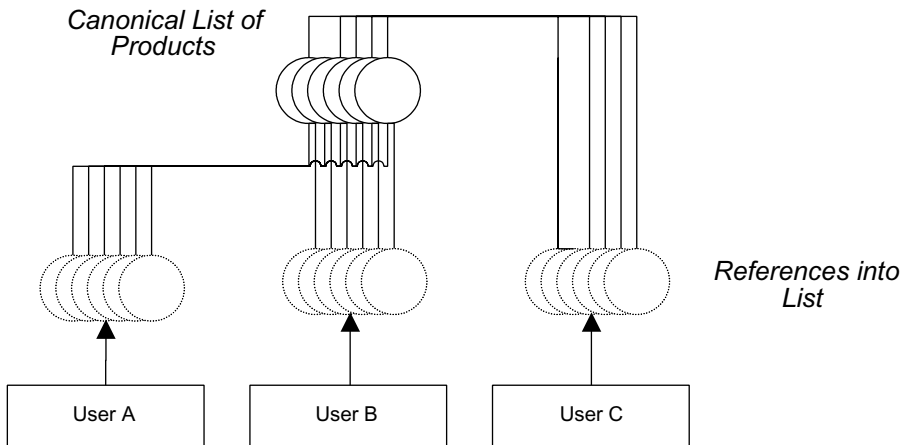 Canonical List of
Products
References into
List
User A
User B
User C